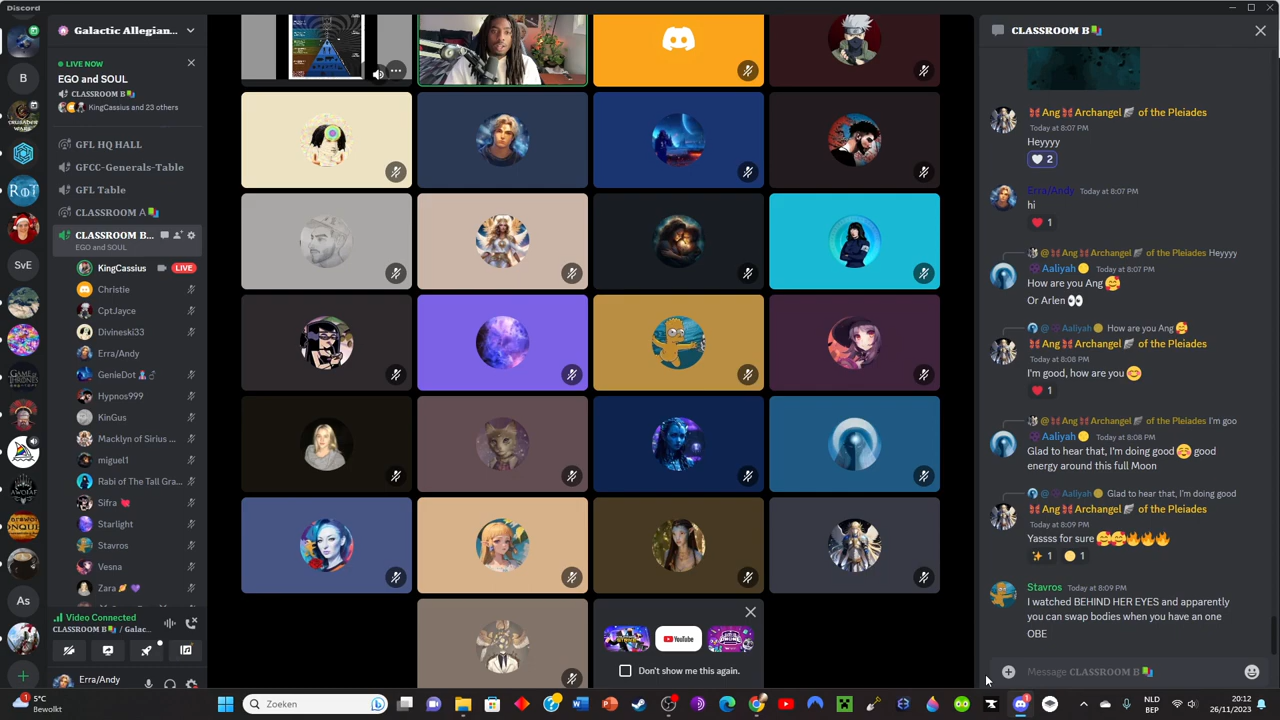 Discord
Galactic Allegian...
LIVE NOW
EGO and SOUL
CLASSROOM B
KingCassius and 23 others
GFL HQ HALL
GFCC-Generals-Table
GFL Table
CLASSROOM A
CLASSROOM B...
EGO and SOUL
KingCassius LIVE
Christie
CptJayce
Divineski33
Erra/Andy
GenieDot
Hypnos999
KinGus
Macklyn of Sirius ...
miguel1
Rabi of The Tall Gra...
Sifra
Starlight
Stavros
Vesna
Zara
Video Connected
CLASSROOM B / Galac...
Erra/Andy
B
RoT
SvE
GAME OF THRONES
As
YouTube
Don't show me this again.
CLASSROOM B
Ang Archangel of the Pleiades
Today at 8:07 PM
Heyyyy
2
Erra/Andy Today at 8:07 PM
hi
1
@ Ang Archangel of the Pleiades Heyyyy
Aaliyah Today at 8:07 PM
How are you Ang
Or Arlen
@ Aaliyah How are you Ang
Ang Archangel of the Pleiades
Today at 8:08 PM
I'm good, how are you
1
@ Ang Archangel of the Pleiades I'm goo
Aaliyah Today at 8:08 PM
Glad to hear that, I'm doing good good
energy around this full Moon
@ Aaliyah Glad to hear that, I'm doing good
Ang Archangel of the Pleiades
Today at 8:09 PM
Yassss for sure
1 1
Stavros Today at 8:09 PM
I watched BEHIND HER EYES and apparently
you can swap bodies when you have an one
OBE
Message CLASSROOM B
1
5°C
Bewolkt
Zoeken
1
NLD
BEP
20:12
26/11/2023